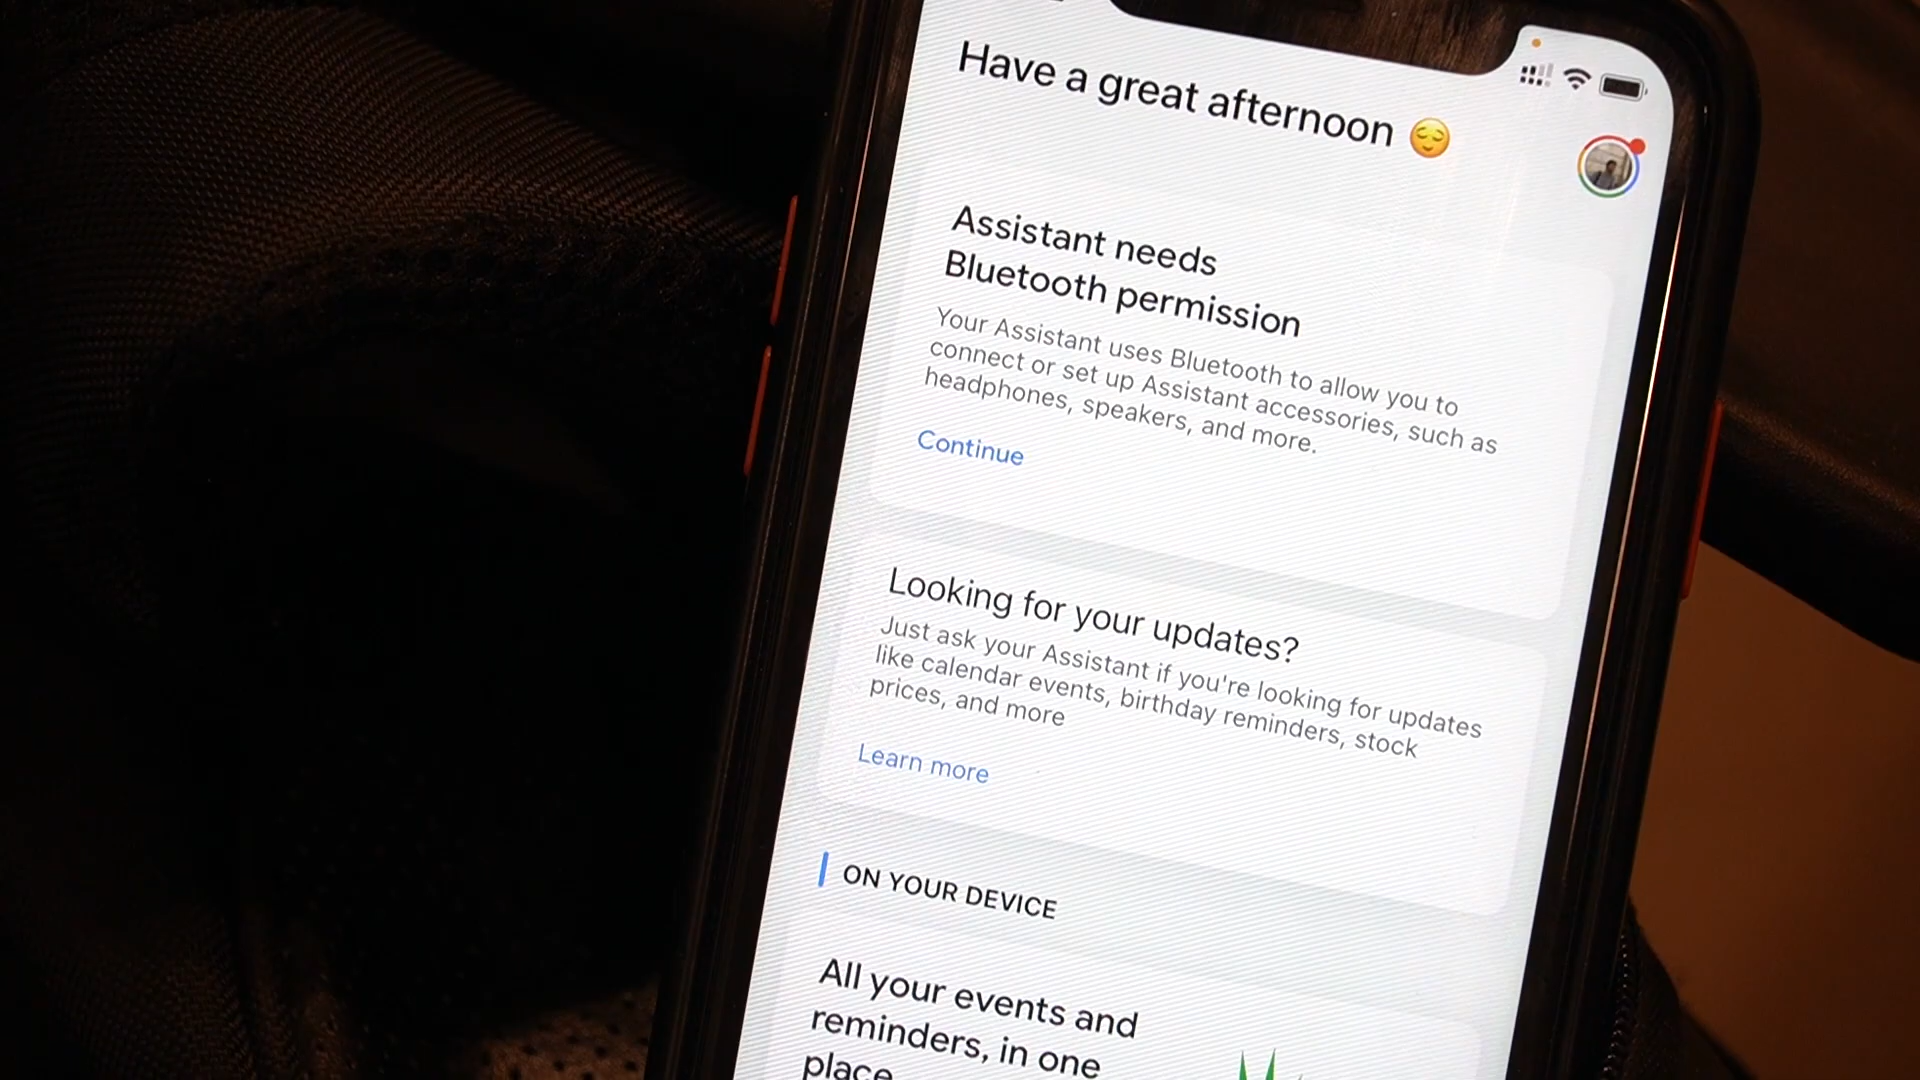 Have a great afternoon 😌
Assistant needs
Bluetooth permission
Your Assistant uses Bluetooth to allow you to
connect or set up Assistant accessories, such as
headphones, speakers, and more.
Continue
Looking for your updates?
Just ask your Assistant if you're looking for updates
like calendar events, birthday reminders, stock
prices, and more
Learn more
ON YOUR DEVICE
All your events and
reminders, in one
place